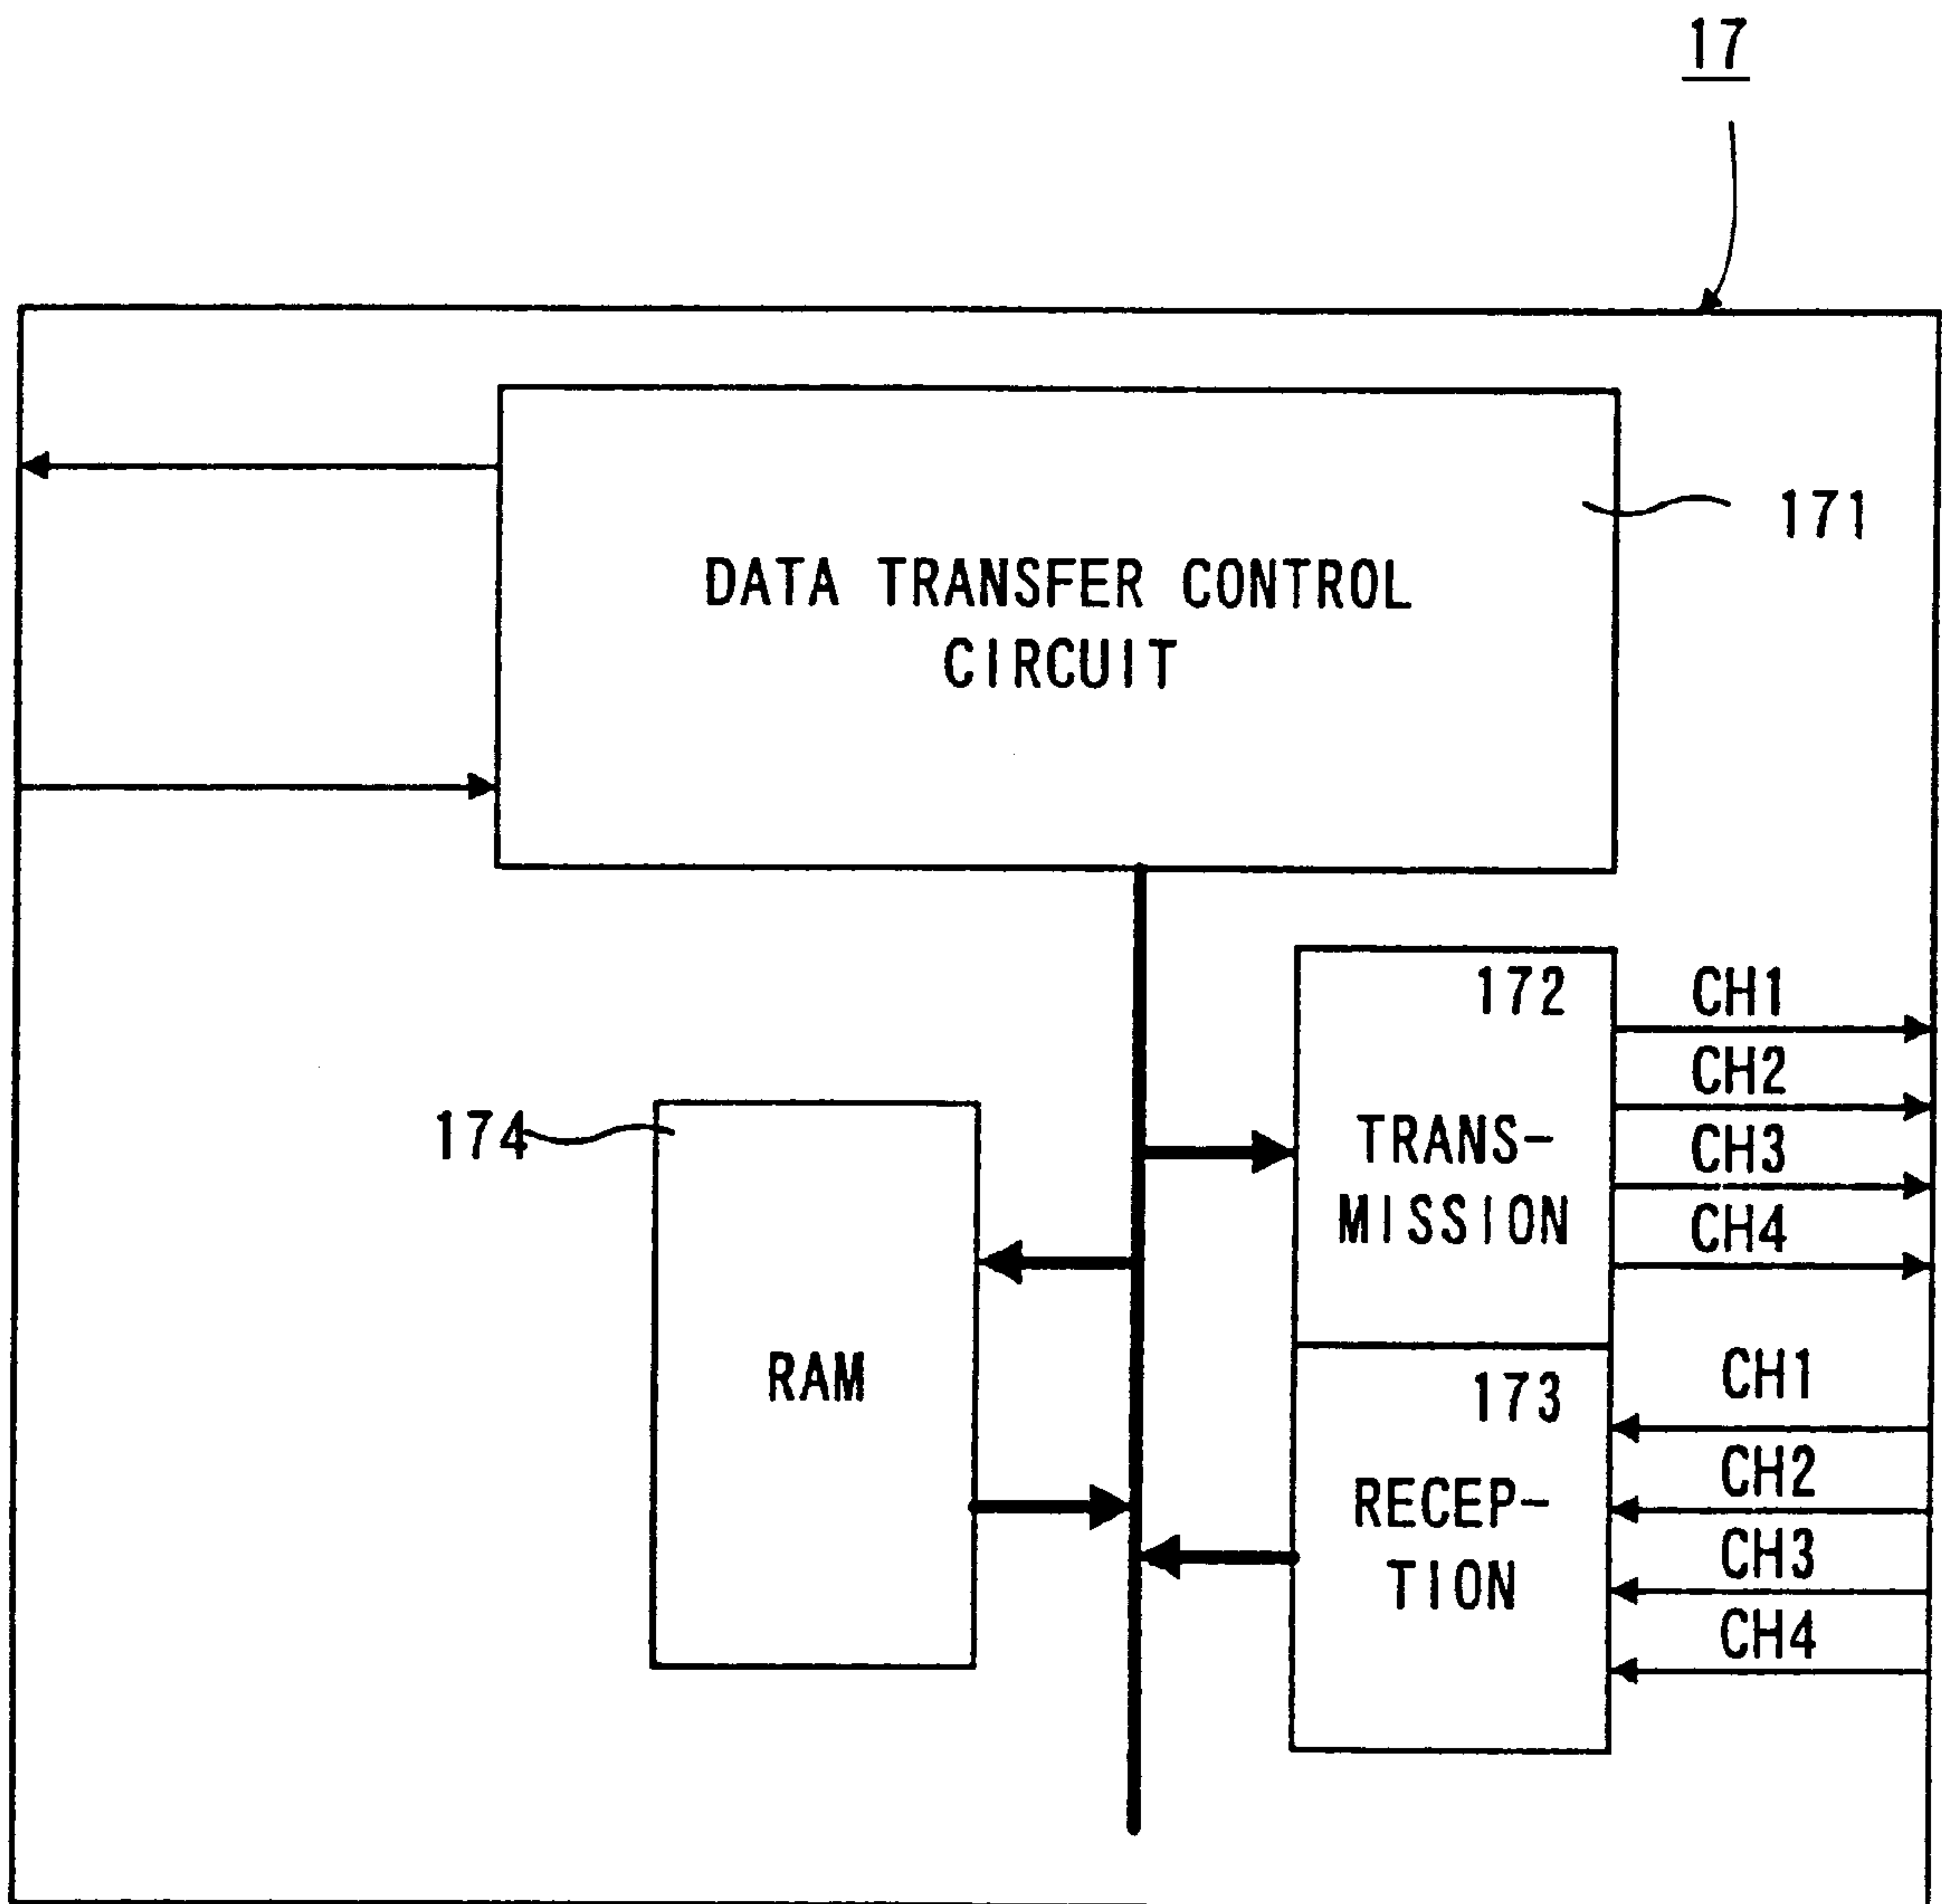 17
171
DATA TRANSFER CONTROL
CIRCUIT
172
CH1
CH2
174
TRANS-
CH3
MISSION
CH4
RAM
CH1
173
CH2
RECEP-
CH3
TION
CH4